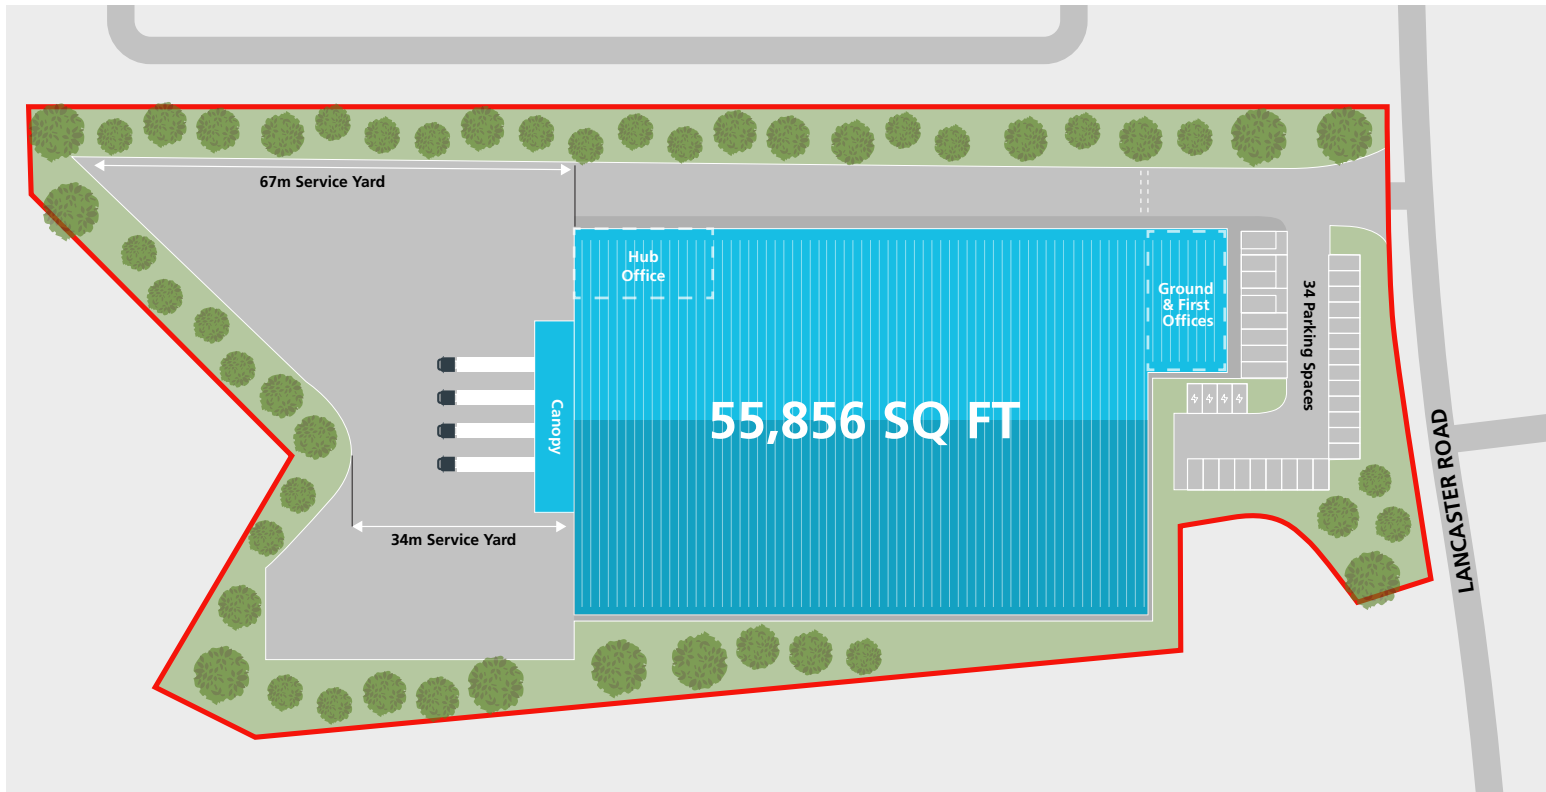 67m Service Yard
Hub
Office
Ground
& First
Offices
34 Parking Spaces
Canopy
55,856 SQ FT
34m Service Yard
LANCASTER ROAD